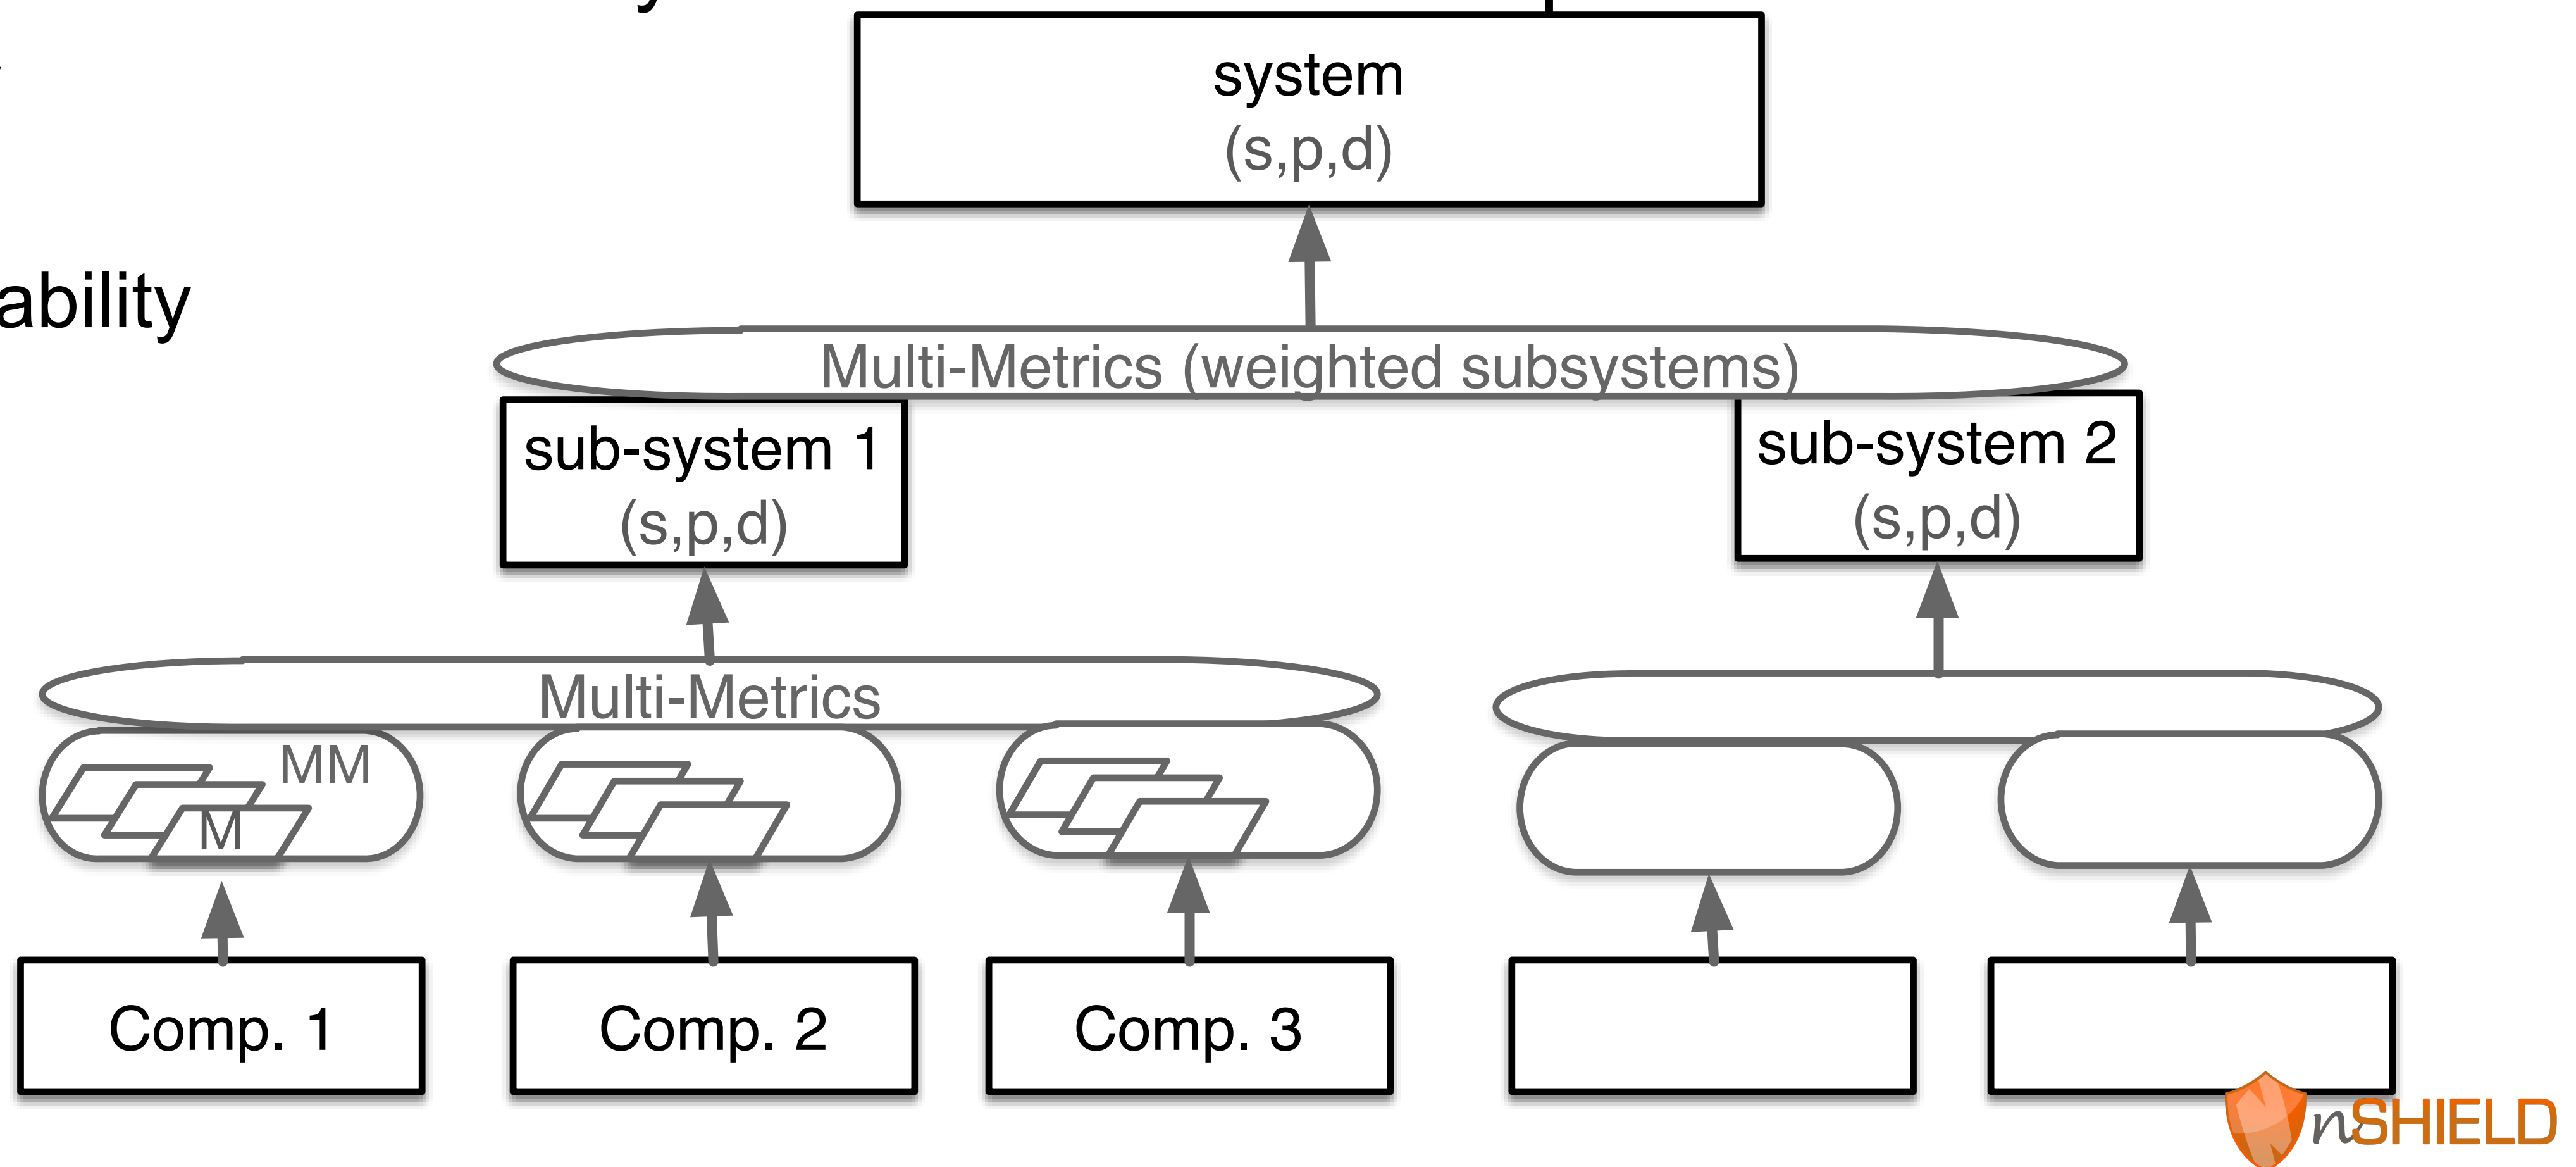 system
(s,p,d)
ability
Multi-Metrics (weighted subsystems)
sub-system 1
(s,p,d)
sub-system 2
(s,p,d)
Multi-Metrics
MM
M
Comp. 1
Comp. 2
Comp. 3
nSHIELD